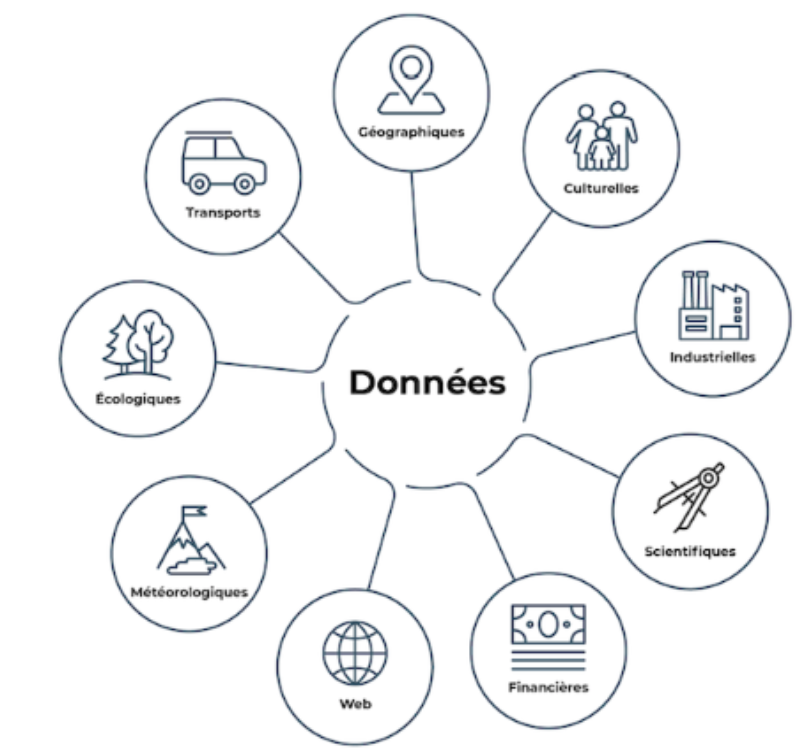 Géographiques
Culturelles
Transports
Industrielles
Données
Écologiques
Scientifiques
Météorologiques
Financières
Web